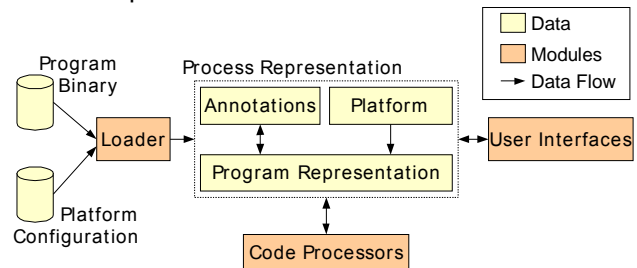 Data
Modules
Data Flow
Program
Binary
Process Representation
Annotations
Platform
Loader
User Interfaces
Program Representation
Platform
Configuration
Code Processors